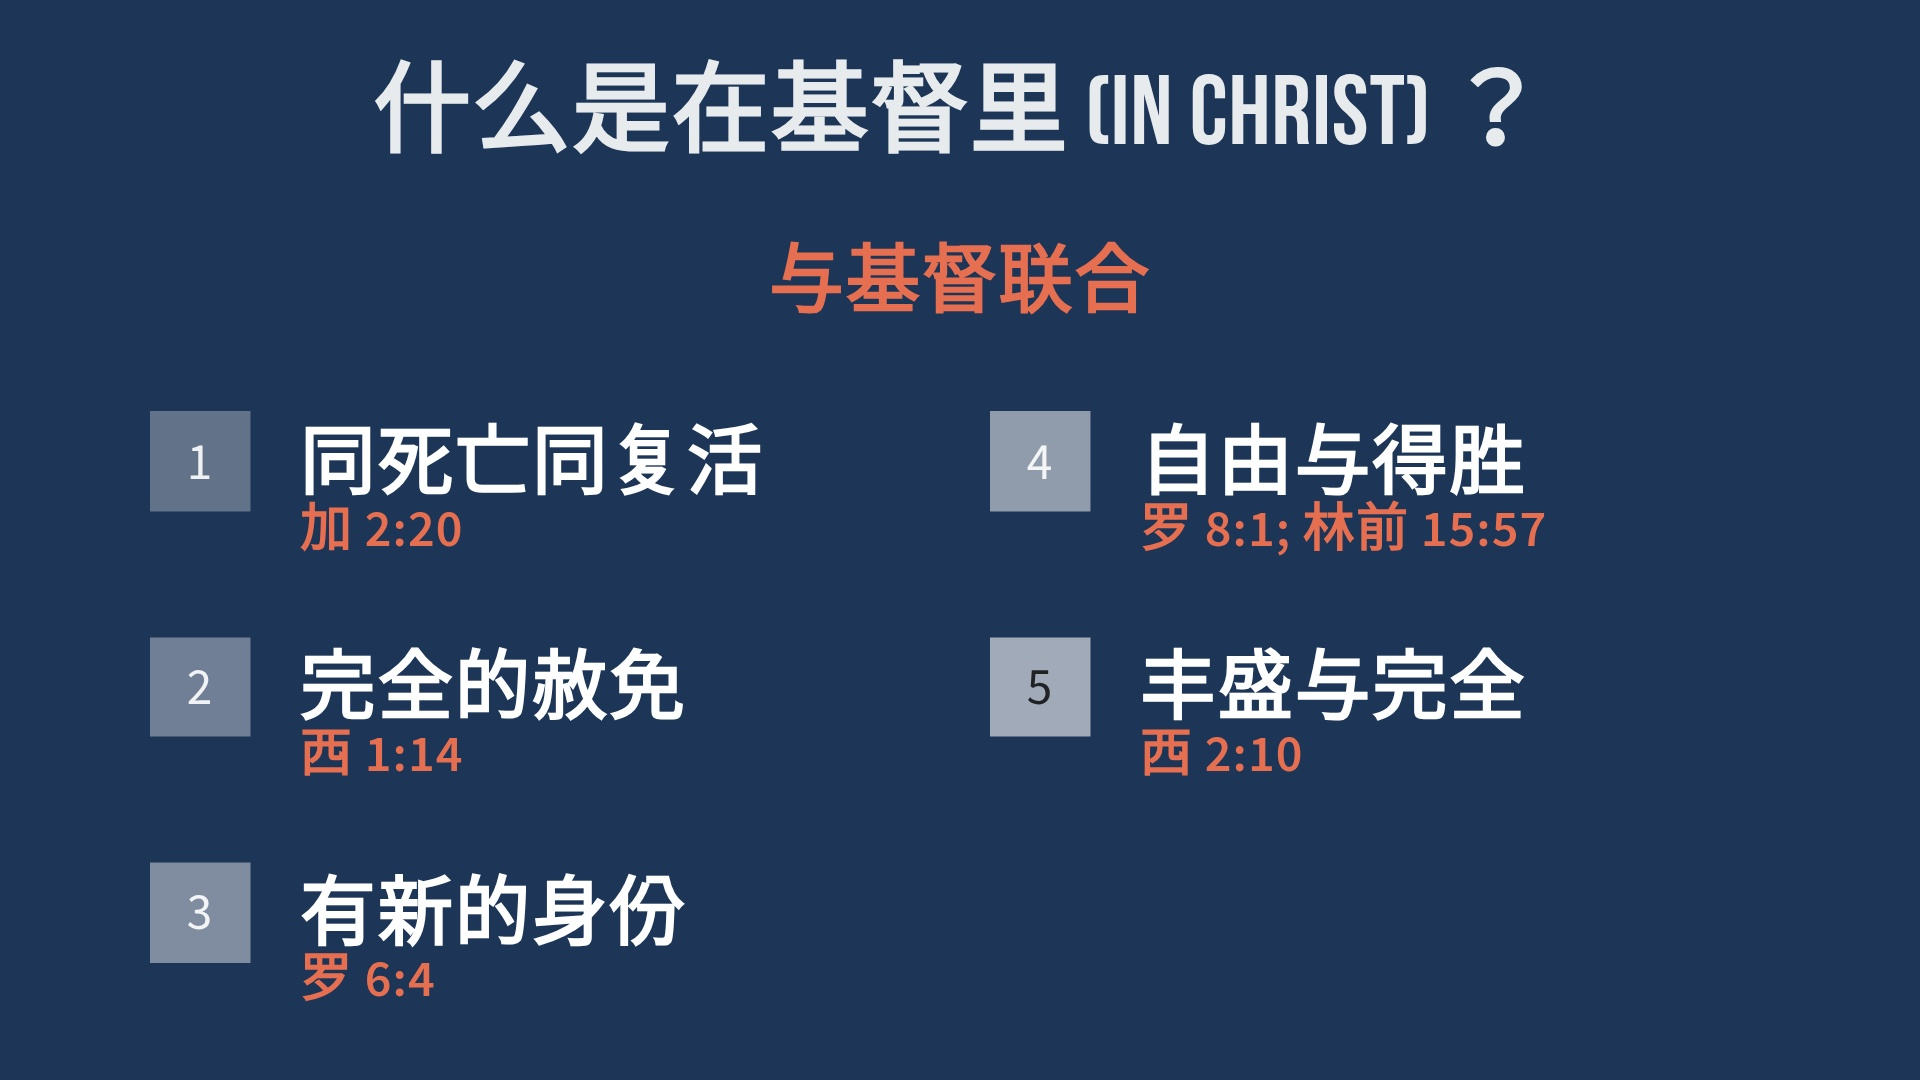 什么是在基督里 (IN CHRIST) ？
与基督联合
1
同死亡同复活
加 2:20
2
完全的赦免
西 1:14
3
有新的身份
罗 6:4
4
自由与得胜
罗 8:1; 林前 15:57
5
丰盛与完全
西 2:10